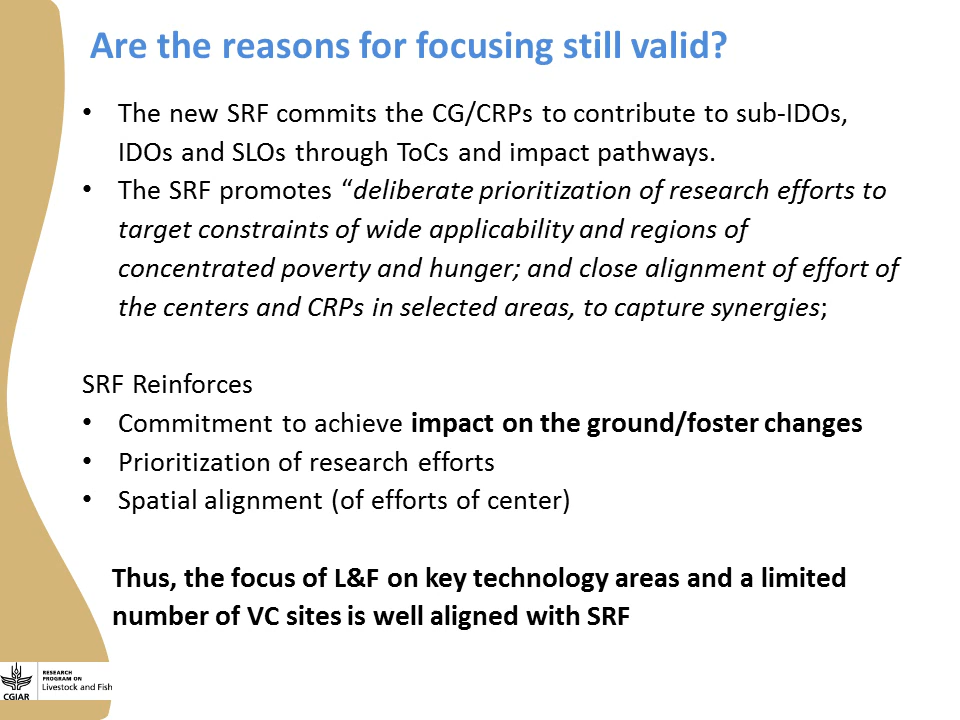 Are the reasons for focusing still valid?
• The new SRF commits the CG/CRPs to contribute to sub-IDOs,
IDOs and SLOs through ToCs and impact pathways.
• The SRF promotes “deliberate prioritization of research efforts to
target constraints of wide applicability and regions of
concentrated poverty and hunger; and close alignment of effort of
the centers and CRPs in selected areas, to capture synergies;
SRF Reinforces
• Commitment to achieve impact on the ground/foster changes
• Prioritization of research efforts
• Spatial alignment (of efforts of center)
Thus, the focus of L&F on key technology areas and a limited
number of VC sites is well aligned with SRF
CGIAR
RESEARCH
PROGRAM ON
Livestock and Fish